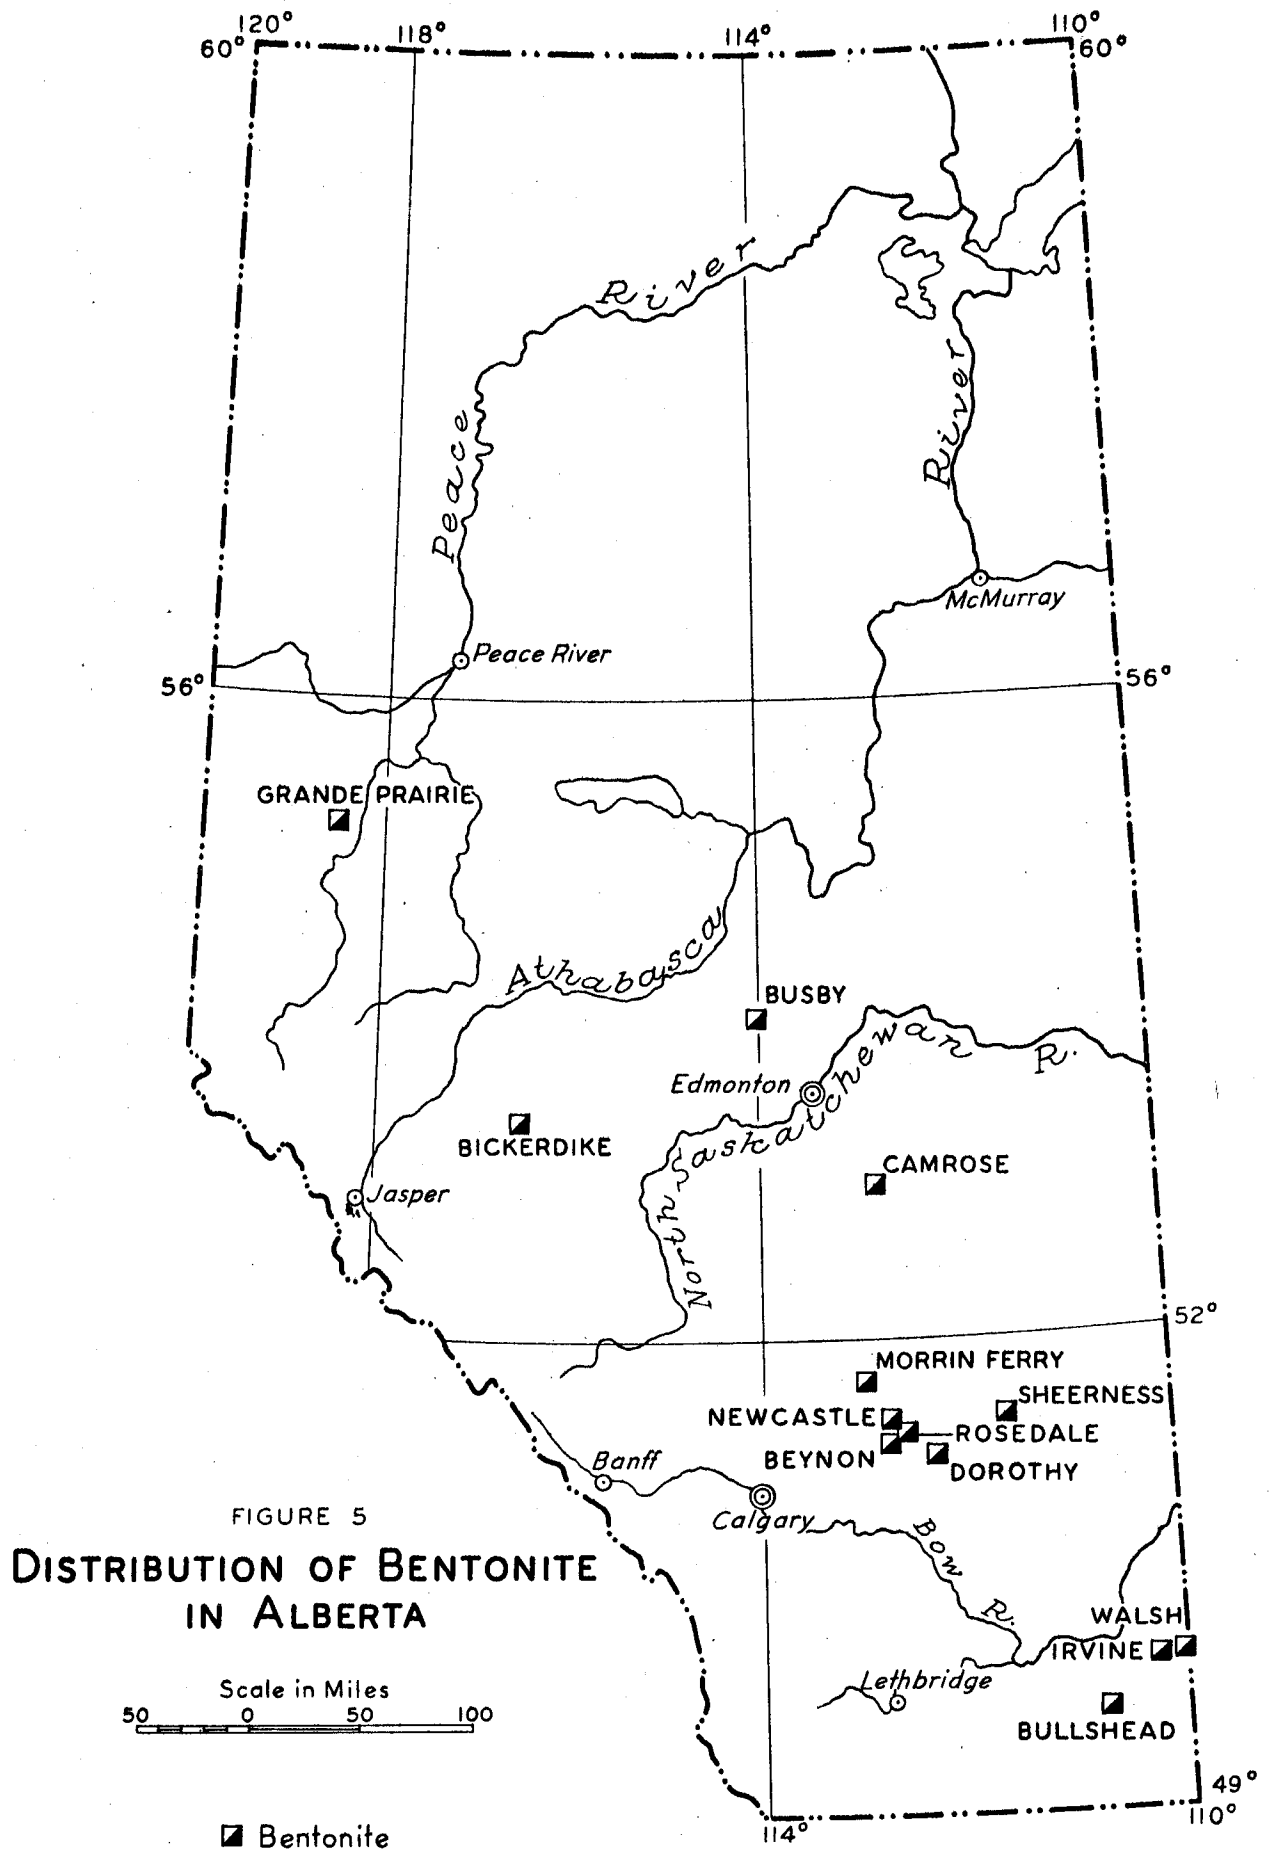 120°
118°
114°
110°
60°
60°
Peace River
River
McMurray
Peace River
56°
56°
GRANDE PRAIRIE
Athabasca
BUSBY
Edmonton
North Saskatchewan R.
BICKERDIKE
CAMROSE
Jasper
52°
MORRIN FERRY
SHEERNESS
NEWCASTLE
ROSEDALE
BEYNON
DOROTHY
Banff
Calgary
Bow R.
FIGURE 5
DISTRIBUTION OF BENTONITE
IN ALBERTA
WALSH
IRVINE
Lethbridge
BULLSHEAD
Scale in Miles
50 0 50 100
49°
110°
114°
Bentonite